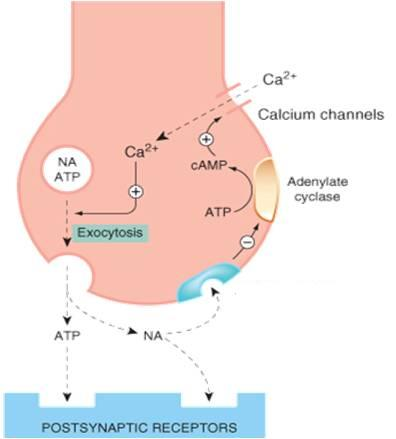 Ca²⁺
Calcium channels
Ca²⁺
+
cAMP
NA
ATP
+
Adenylate
cyclase
ATP
Exocytosis
−
ATP
NA
POSTSYNAPTIC RECEPTORS